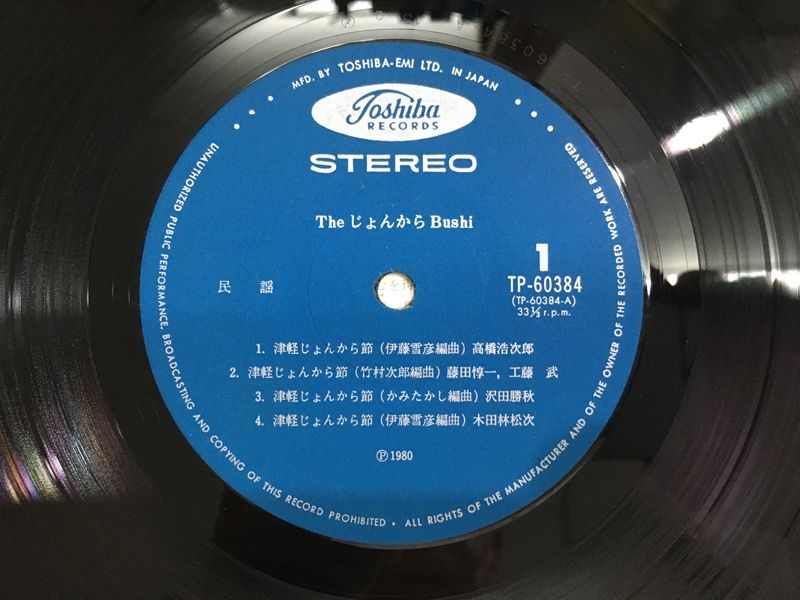 MFD. BY TOSHIBA-EMI LTD. IN JAPAN
Toshiba
RECORDS
STEREO
The じょんから Bushi
1
民謡
TP-60384
(TP-60384-A)
33⅓ r.p.m.
1. 津軽じょんから節 (伊藤雪彦編曲) 高橋浩次郎
2. 津軽じょんから節 (竹村次郎編曲) 藤田惇一, 工藤 武
3. 津軽じょんから節 (かみたかし編曲) 沢田勝秋
4. 津軽じょんから節 (伊藤雪彦編曲) 木田林松次
Ⓟ 1980
UNAUTHORIZED PUBLIC PERFORMANCE, BROADCASTING AND COPYING OF THIS RECORD PROHIBITED • ALL RIGHTS OF THE MANUFACTURER AND OF THE OWNER OF THE RECORDED WORK ARE RESERVED